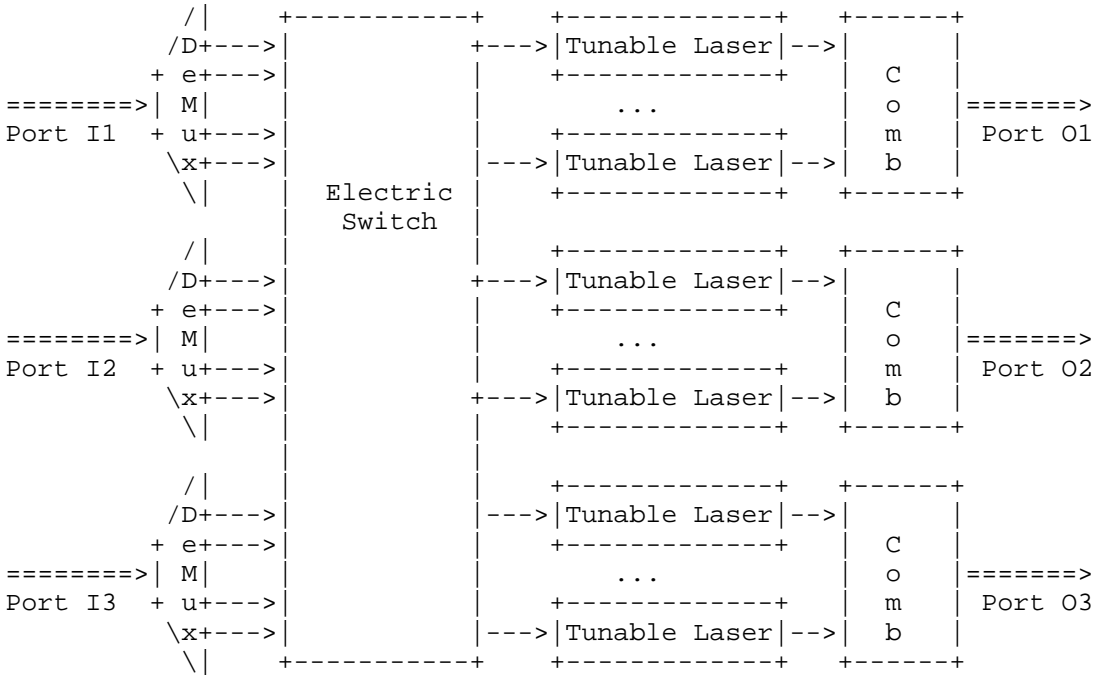 /|     +-----------+    +-------------+   +------+
          /D+--->|           +--->|Tunable Laser|-->|      |
         + e+--->|           |    +-------------+   |  C   |
========>| M|    |           |        ...           |  o   |=======>
Port I1  + u+--->|           |    +-------------+   |  m   | Port O1
          \x+--->|           |--->|Tunable Laser|-->|  b   |
           \|    |  Electric |    +-------------+   +------+
                 |   Switch  |
           /|    |           |    +-------------+   +------+
          /D+--->|           +--->|Tunable Laser|-->|      |
         + e+--->|           |    +-------------+   |  C   |
========>| M|    |           |        ...           |  o   |=======>
Port I2  + u+--->|           |    +-------------+   |  m   | Port O2
          \x+--->|           +--->|Tunable Laser|-->|  b   |
           \|    |           |    +-------------+   +------+
                 |           |
           /|    |           |    +-------------+   +------+
          /D+--->|           |--->|Tunable Laser|-->|      |
         + e+--->|           |    +-------------+   |  C   |
========>| M|    |           |        ...           |  o   |=======>
Port I3  + u+--->|           |    +-------------+   |  m   | Port O3
          \x+--->|           |--->|Tunable Laser|-->|  b   |
           \|    +-----------+    +-------------+   +------+